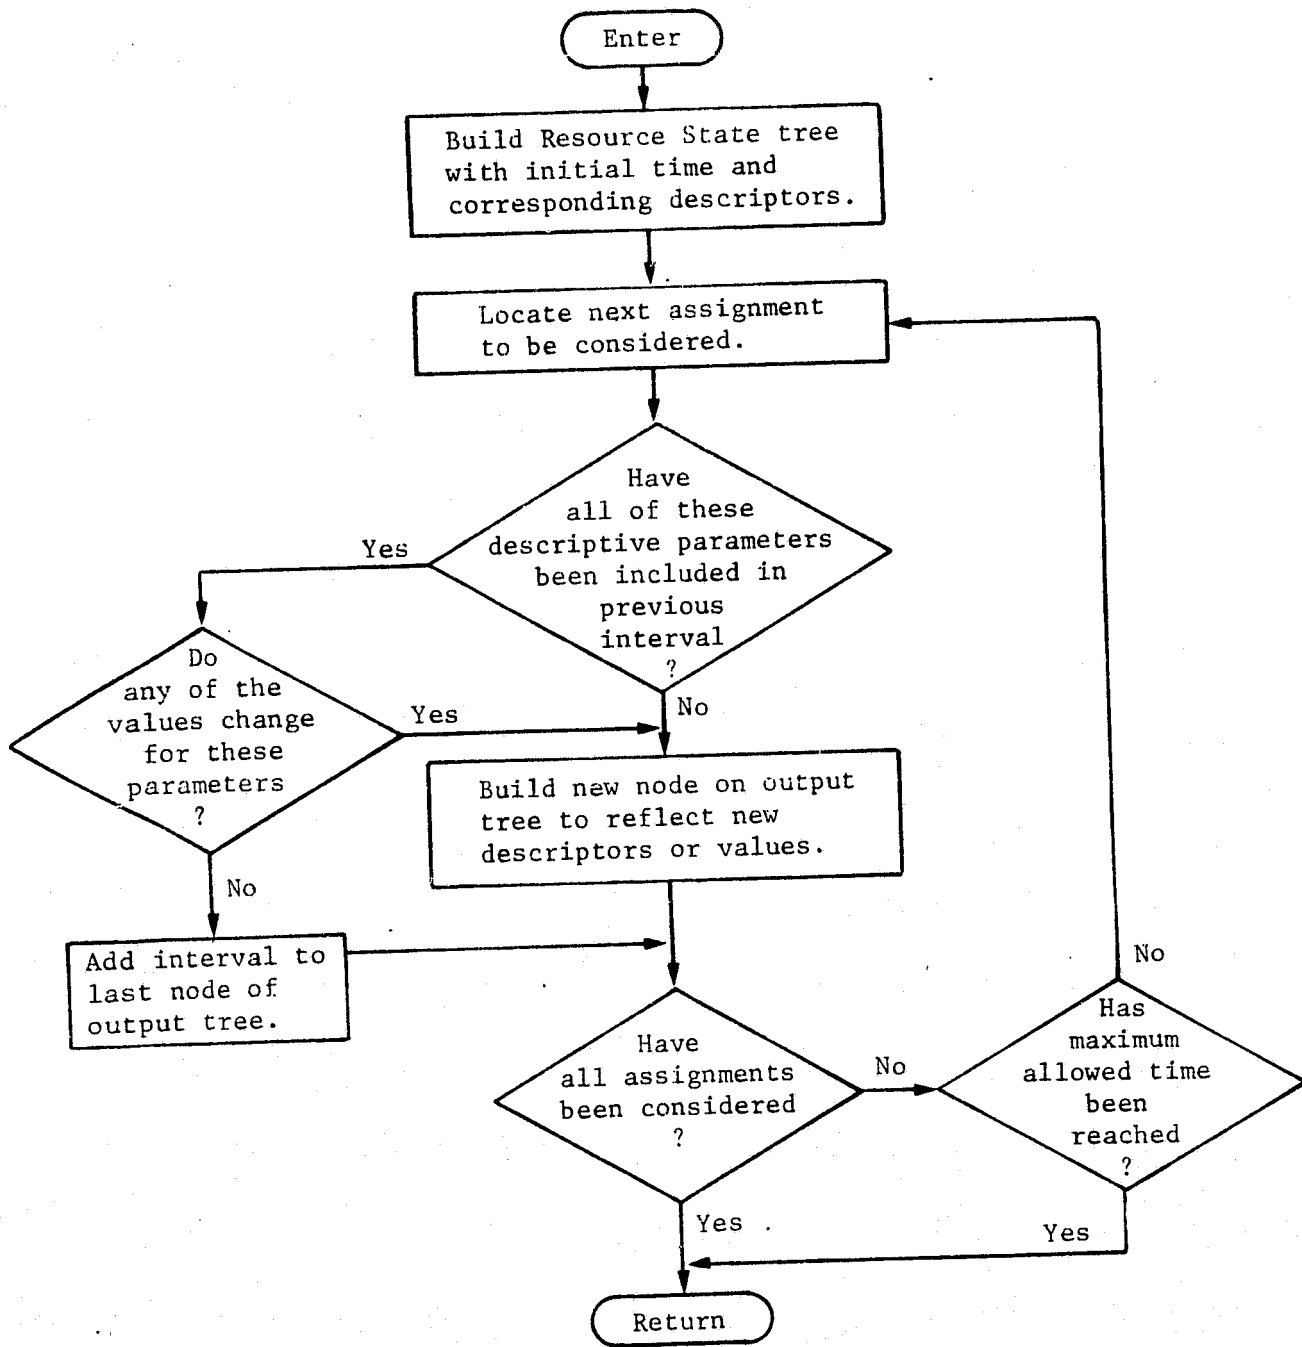 Enter
Build Resource State tree
with initial time and
corresponding descriptors.
Locate next assignment
to be considered.
Have
all of these
descriptive parameters
been included in
previous
interval
?
Yes
No
Do
any of the
values change
for these
parameters
?
Yes
No
Build new node on output
tree to reflect new
descriptors or values.
Add interval to
last node of
output tree.
Have
all assignments
been considered
?
No
Yes
Has
maximum
allowed time
been
reached
?
No
Yes
Return